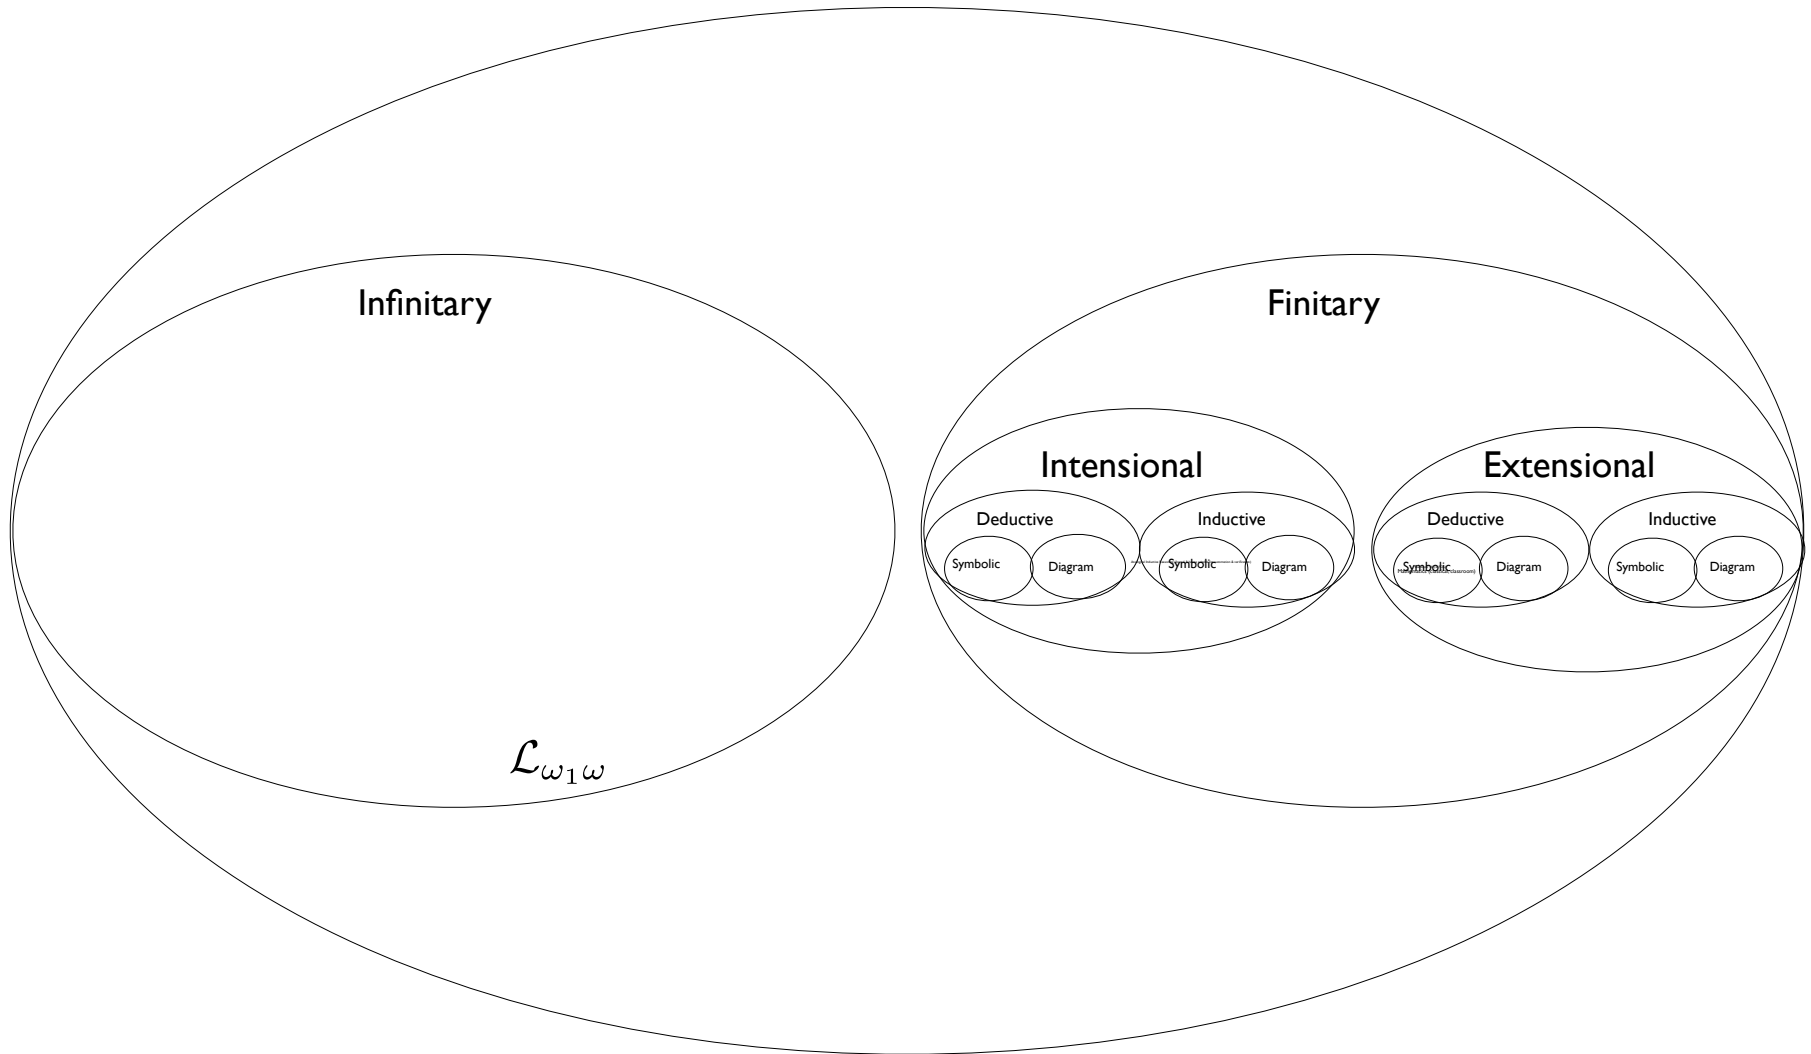 Infinitary
Finitary
Intensional
Extensional
Deductive
Inductive
Deductive
Inductive
Symbolic
Diagram
Symbolic
Diagram
Symbolic
Diagram
Symbolic
Diagram
ℒω₁ω